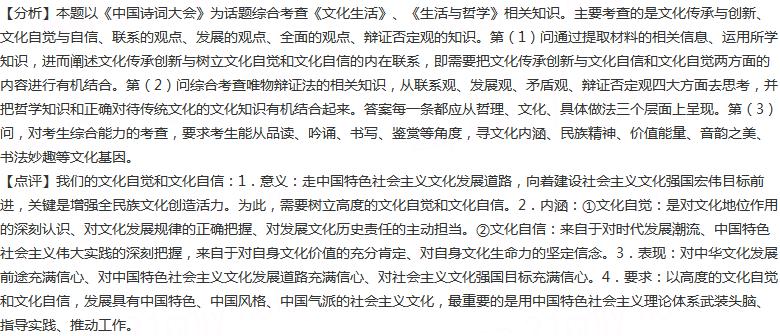 【分析】本题以《中国诗词大会》为话题综合考查《文化生活》、《生活与哲学》相关知识。主要考查的是文化传承与创新、
文化自觉与自信、联系的观点、发展的观点、全面的观点、辩证否定观的知识。第（1）问通过提取材料的相关信息、运用所学
知识，进而阐述文化传承创新与树立文化自觉和文化自信的内在联系，即需要把文化传承创新与文化自信和文化自觉两方面的
内容进行有机结合。第（2）问综合考查唯物辩证法的相关知识，从联系观、发展观、矛盾观、辩证否定观四大方面去思考，并
把哲学知识和正确对待传统文化的文化知识有机结合起来。答案每一条都应从哲理、文化、具体做法三个层面上呈现。第（3）
问，对考生综合能力的考查，要求考生能从品读、吟诵、书写、鉴赏等角度，寻文化内涵、民族精神、价值能量、音韵之美、
书法妙趣等文化基因。
【点评】我们的文化自觉和文化自信：1．意义：走中国特色社会主义文化发展道路，向着建设社会主义文化强国宏伟目标前
进，关键是增强全民族文化创造活力。为此，需要树立高度的文化自觉和文化自信。2．内涵：①文化自觉：是对文化地位作用
的深刻认识、对文化发展规律的正确把握、对发展文化历史责任的主动担当。②文化自信：来自于对时代发展潮流、中国特色
社会主义伟大实践的深刻把握，来自于对自身文化价值的充分肯定、对自身文化生命力的坚定信念。3．表现：对中华文化发展
前途充满信心、对中国特色社会主义文化发展道路充满信心、对社会主义文化强国目标充满信心。4．要求：以高度的文化自觉
和文化自信，发展具有中国特色、中国风格、中国气派的社会主义文化，最重要的是用中国特色社会主义理论体系武装头脑、
指导实践、推动工作。